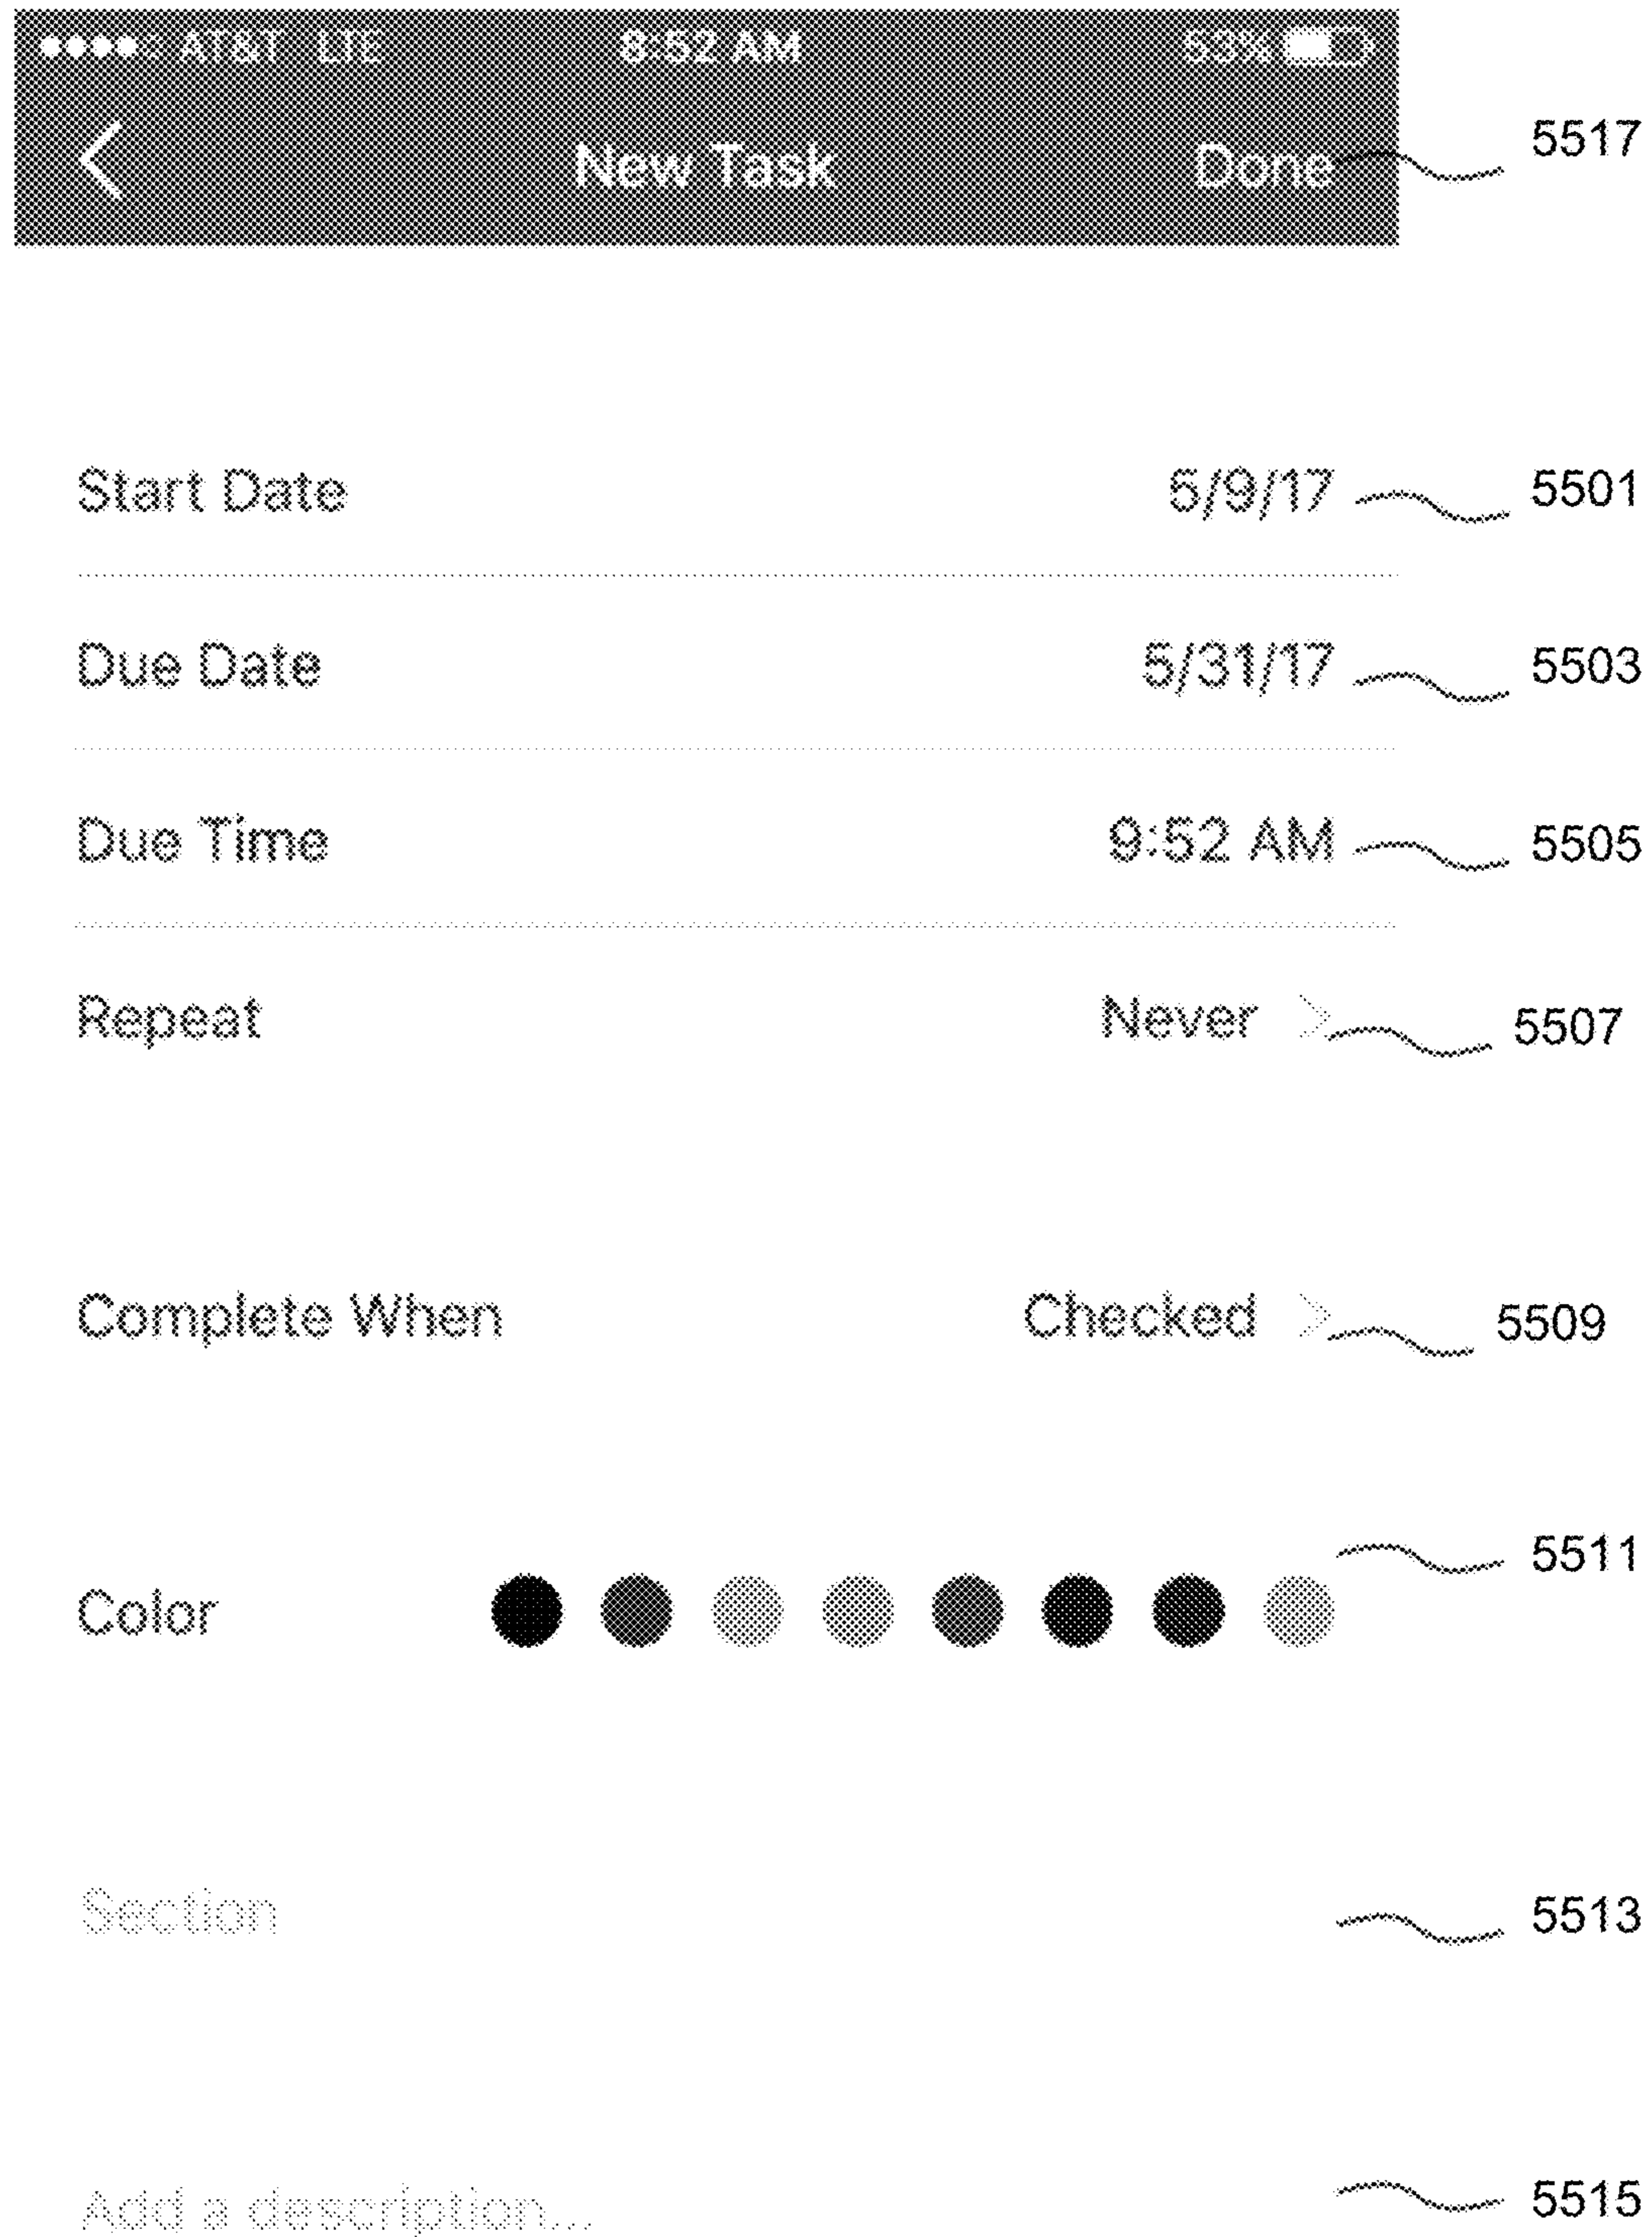 AT&T LTE 8:52 AM 53%
New Task Done 5517
Start Date 5/9/17 5501
Due Date 5/31/17 5503
Due Time 9:52 AM 5505
Repeat Never > 5507
Complete When Checked > 5509
5511
Color
Section 5513
Add a description... 5515